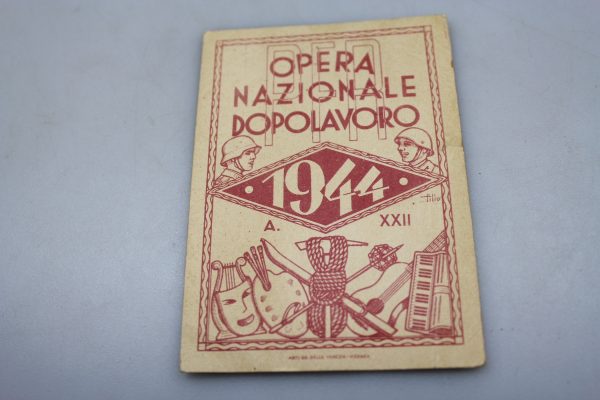 OPERA
NAZIONALE
DOPOLAVORO
· 1944 ·
A. XXII